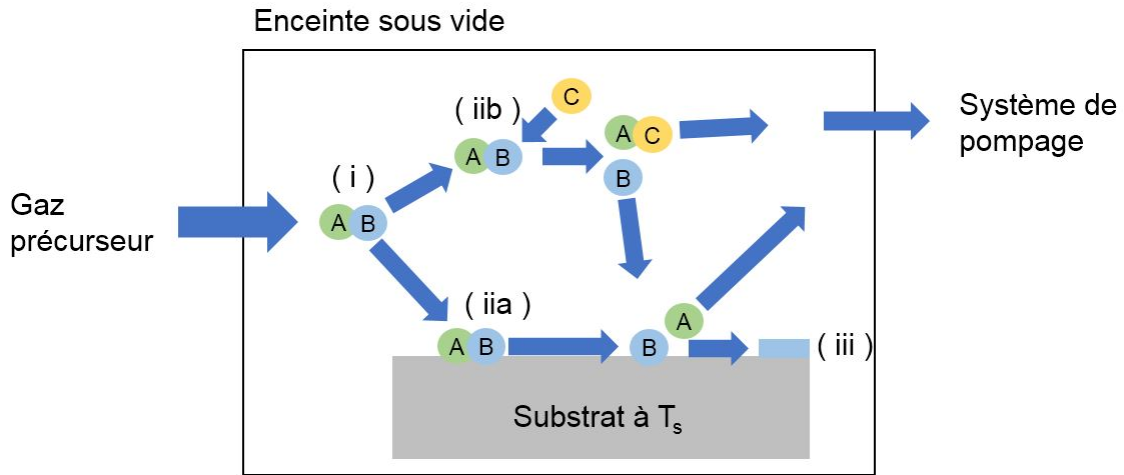 Enceinte sous vide
Gaz
précurseur
( i )
A B
( iib )
C
A B
A C
B
Système de
pompage
( iia )
A B
A
B
( iii )
Substrat à Ts